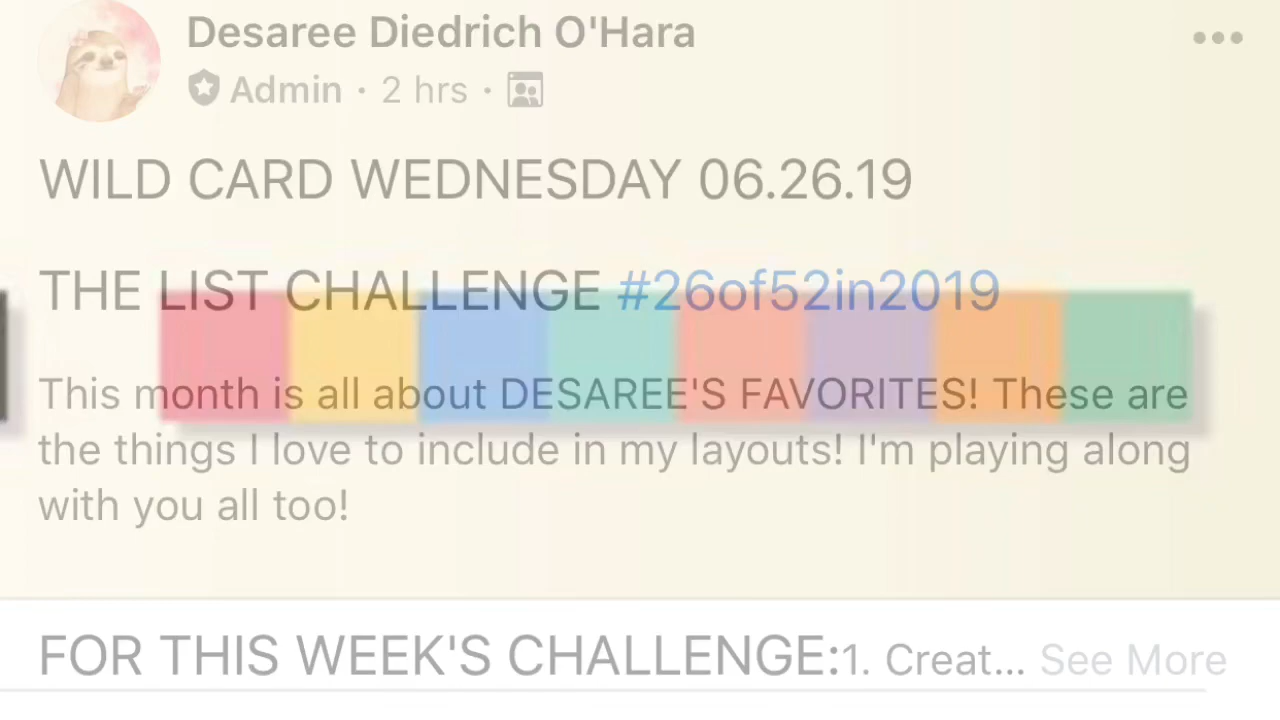 Desaree Diedrich O'Hara
Admin · 2 hrs ·
WILD CARD WEDNESDAY 06.26.19
THE LIST CHALLENGE #26of52in2019
This month is all about DESAREE'S FAVORITES! These are
the things I love to include in my layouts! I'm playing along
with you all too!
FOR THIS WEEK'S CHALLENGE:1. Creat... See More